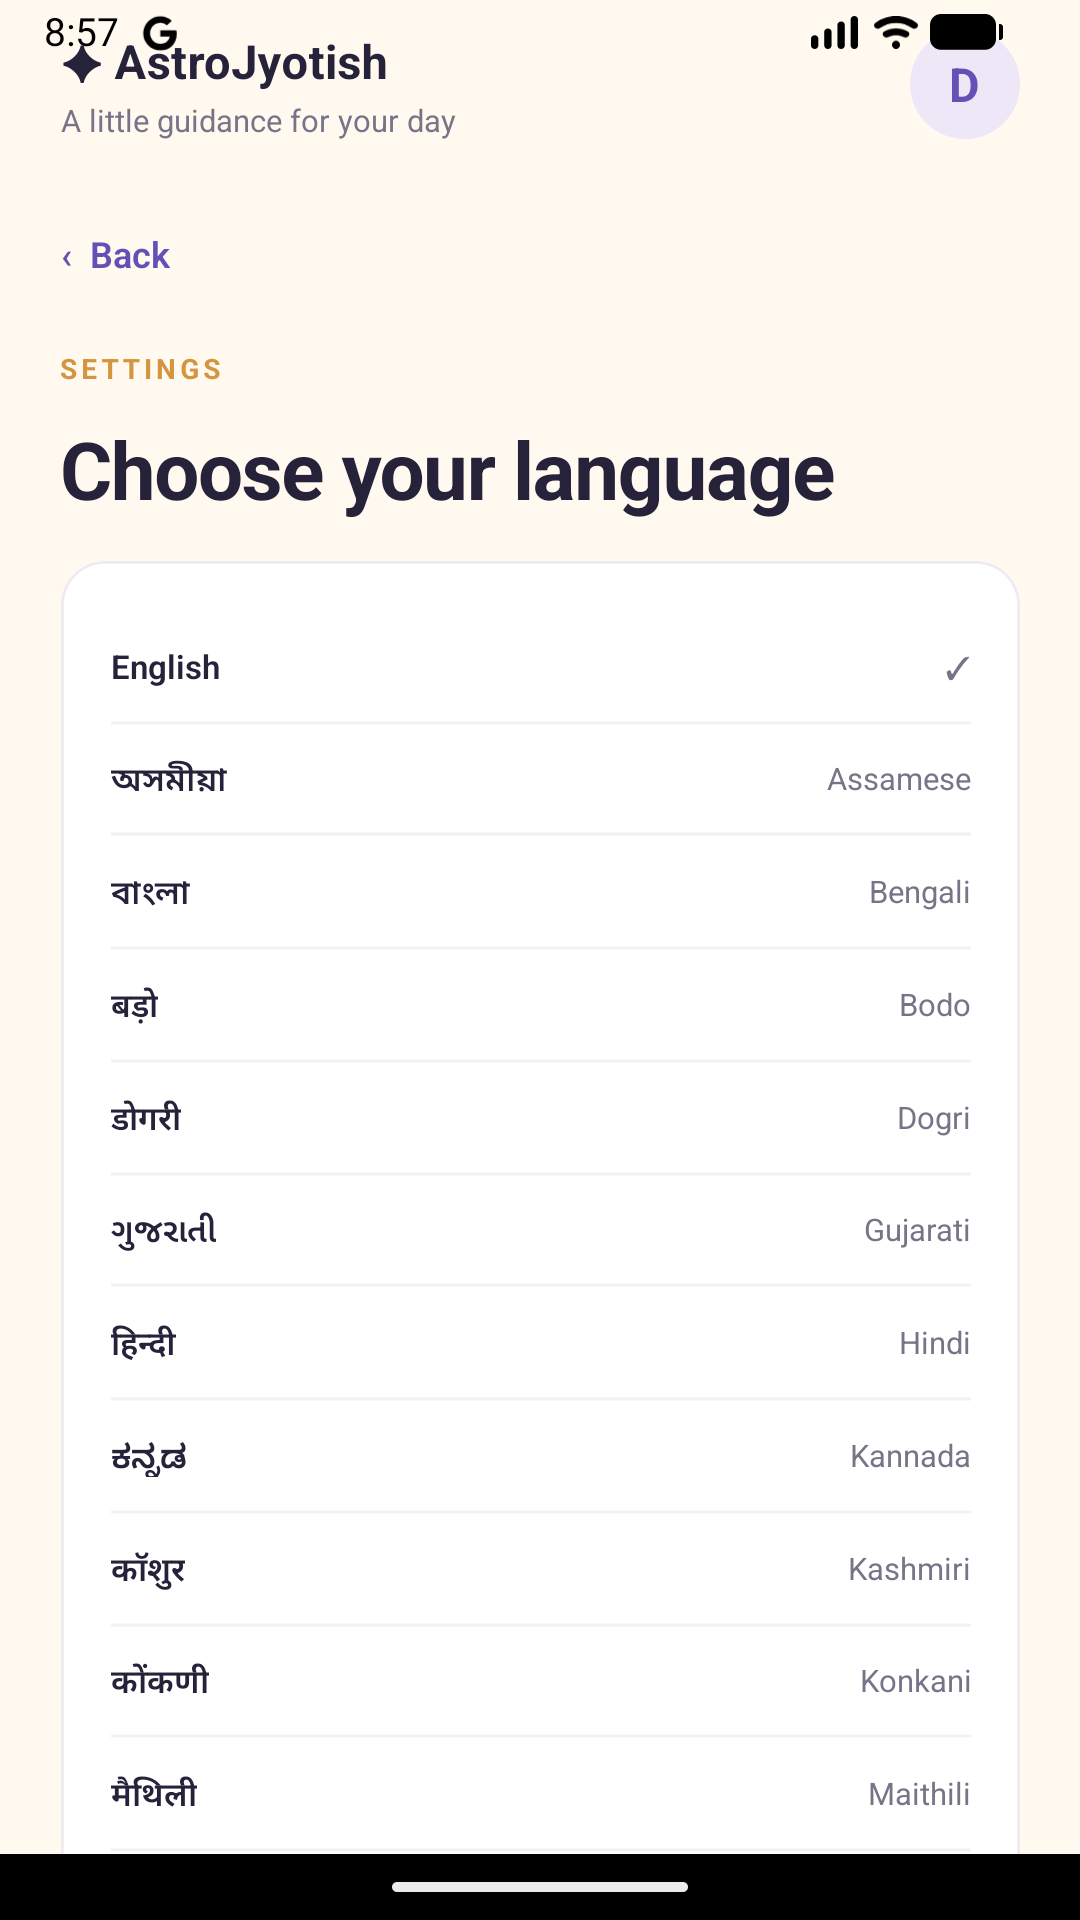 8:57
AstroJyotish
D
A little guidance for your day
‹ Back
SETTINGS
Choose your language
English ✓
অসমীয়া Assamese
বাংলা Bengali
बड़ो Bodo
डोगरी Dogri
ગુજરાતી Gujarati
हिन्दी Hindi
ಕನ್ನಡ Kannada
कॉशुर Kashmiri
कोंकणी Konkani
मैथिली Maithili